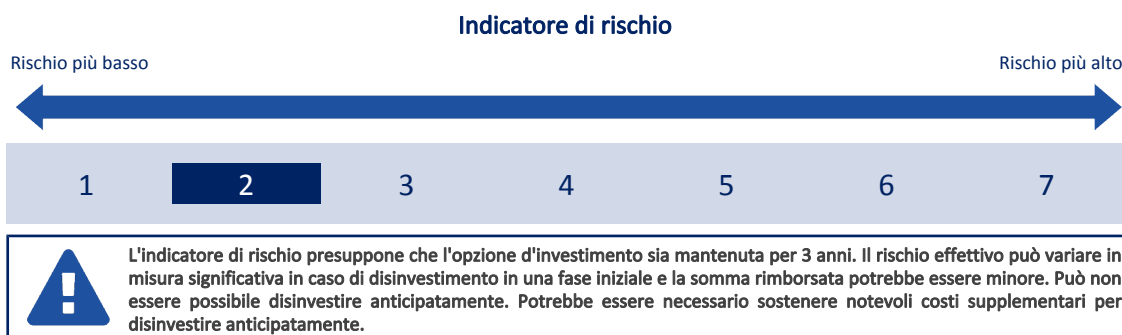 Indicatore di rischio
Rischio più basso
Rischio più alto
1 2 3 4 5 6 7
L'indicatore di rischio presuppone che l'opzione d'investimento sia mantenuta per 3 anni. Il rischio effettivo può variare in
misura significativa in caso di disinvestimento in una fase iniziale e la somma rimborsata potrebbe essere minore. Può non
essere possibile disinvestire anticipatamente. Potrebbe essere necessario sostenere notevoli costi supplementari per
disinvestire anticipatamente.